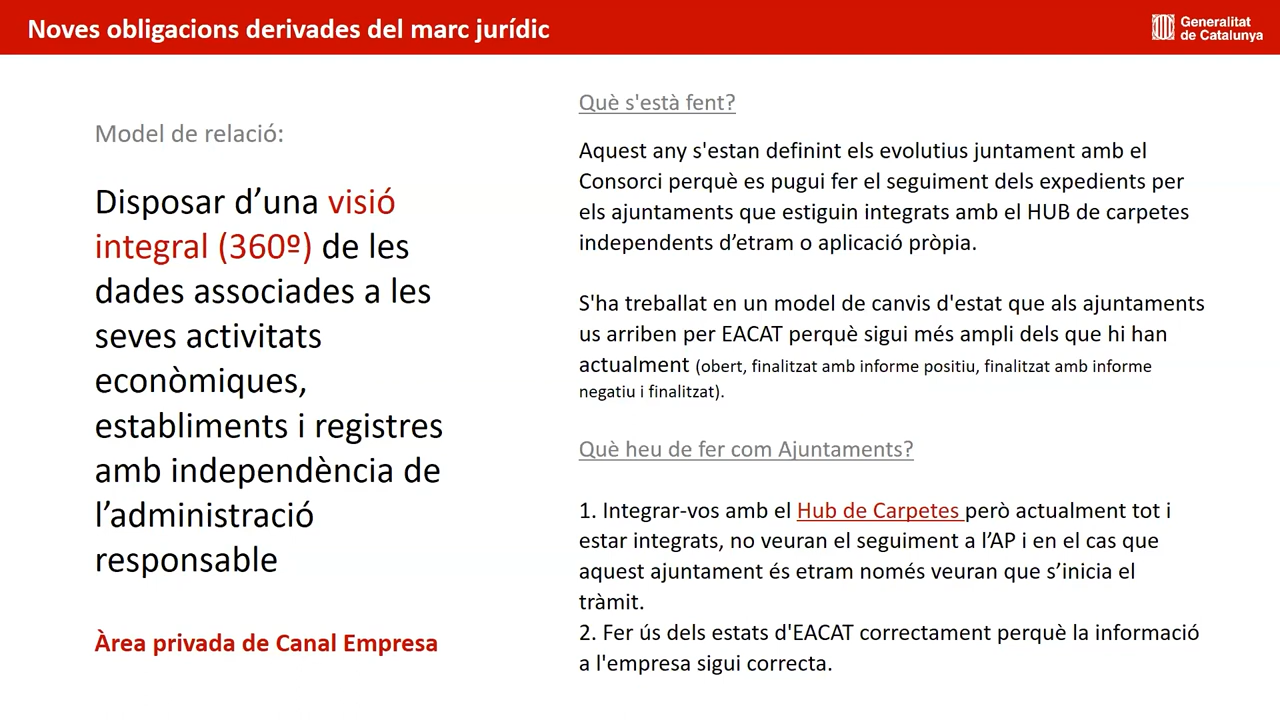 Noves obligacions derivades del marc jurídic
Generalitat
de Catalunya
Model de relació:
Disposar d’una visió
integral (360º) de les
dades associades a les
seves activitats
econòmiques,
establiments i registres
amb independència de
l’administració
responsable
Àrea privada de Canal Empresa
Què s'està fent?
Aquest any s'estan definint els evolutius juntament amb el
Consorci perquè es pugui fer el seguiment dels expedients per
els ajuntaments que estiguin integrats amb el HUB de carpetes
independents d’etram o aplicació pròpia.
S'ha treballat en un model de canvis d'estat que als ajuntaments
us arriben per EACAT perquè sigui més ampli dels que hi han
actualment (obert, finalitzat amb informe positiu, finalitzat amb informe
negatiu i finalitzat).
Què heu de fer com Ajuntaments?
1. Integrar-vos amb el Hub de Carpetes però actualment tot i
estar integrats, no veuran el seguiment a l’AP i en el cas que
aquest ajuntament és etram només veuran que s’inicia el
tràmit.
2. Fer ús dels estats d'EACAT correctament perquè la informació
a l'empresa sigui correcta.